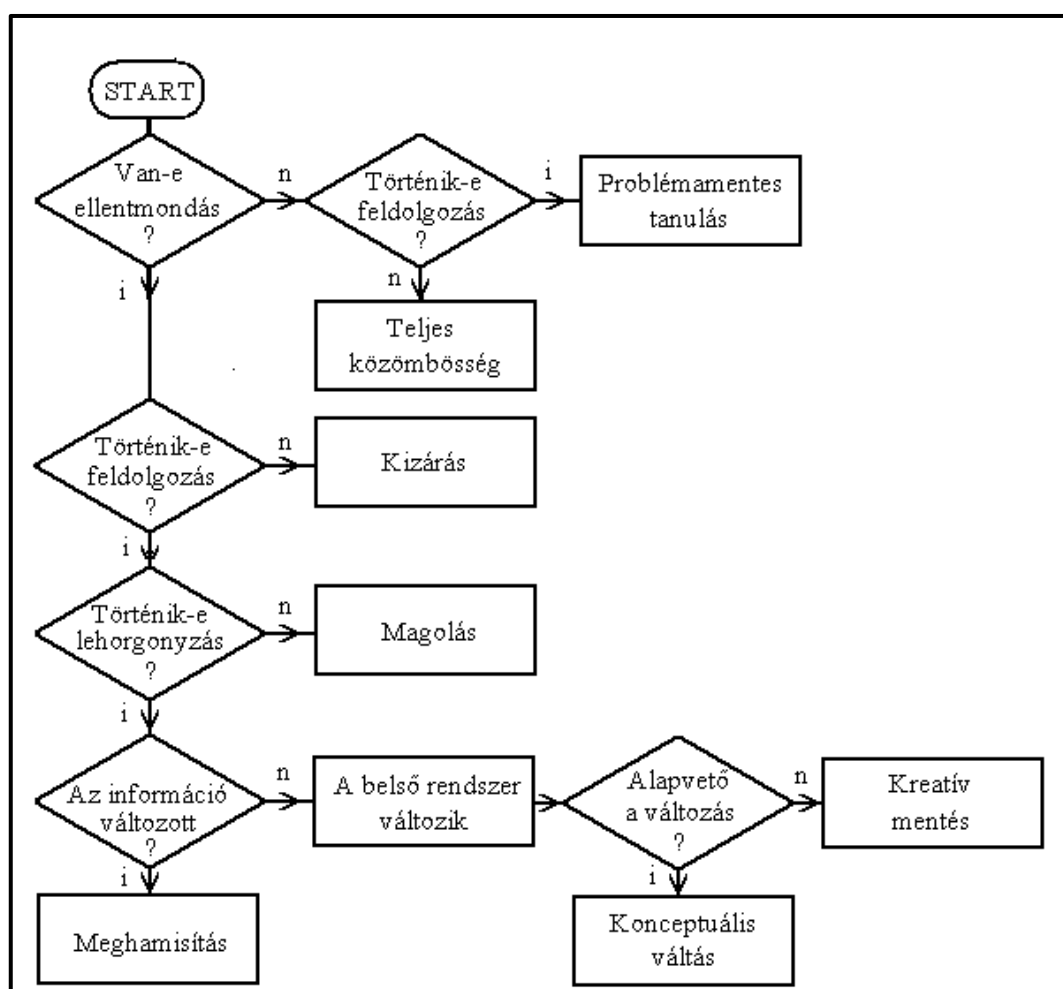 START
Van-e
ellentmondás
?
n
Történik-e
feldolgozás
?
i
Problémamentes
tanulás
i
n
Teljes
közömbösség
Történik-e
feldolgozás
?
n
Kizárás
i
Történik-e
lehorgonyzás
?
n
Magolás
i
Az információ
változott
?
n
A belső rendszer
változik
Alapvető
a változás
?
n
Kreatív
mentés
i
Meghamisítás
i
Konceptuális
váltás